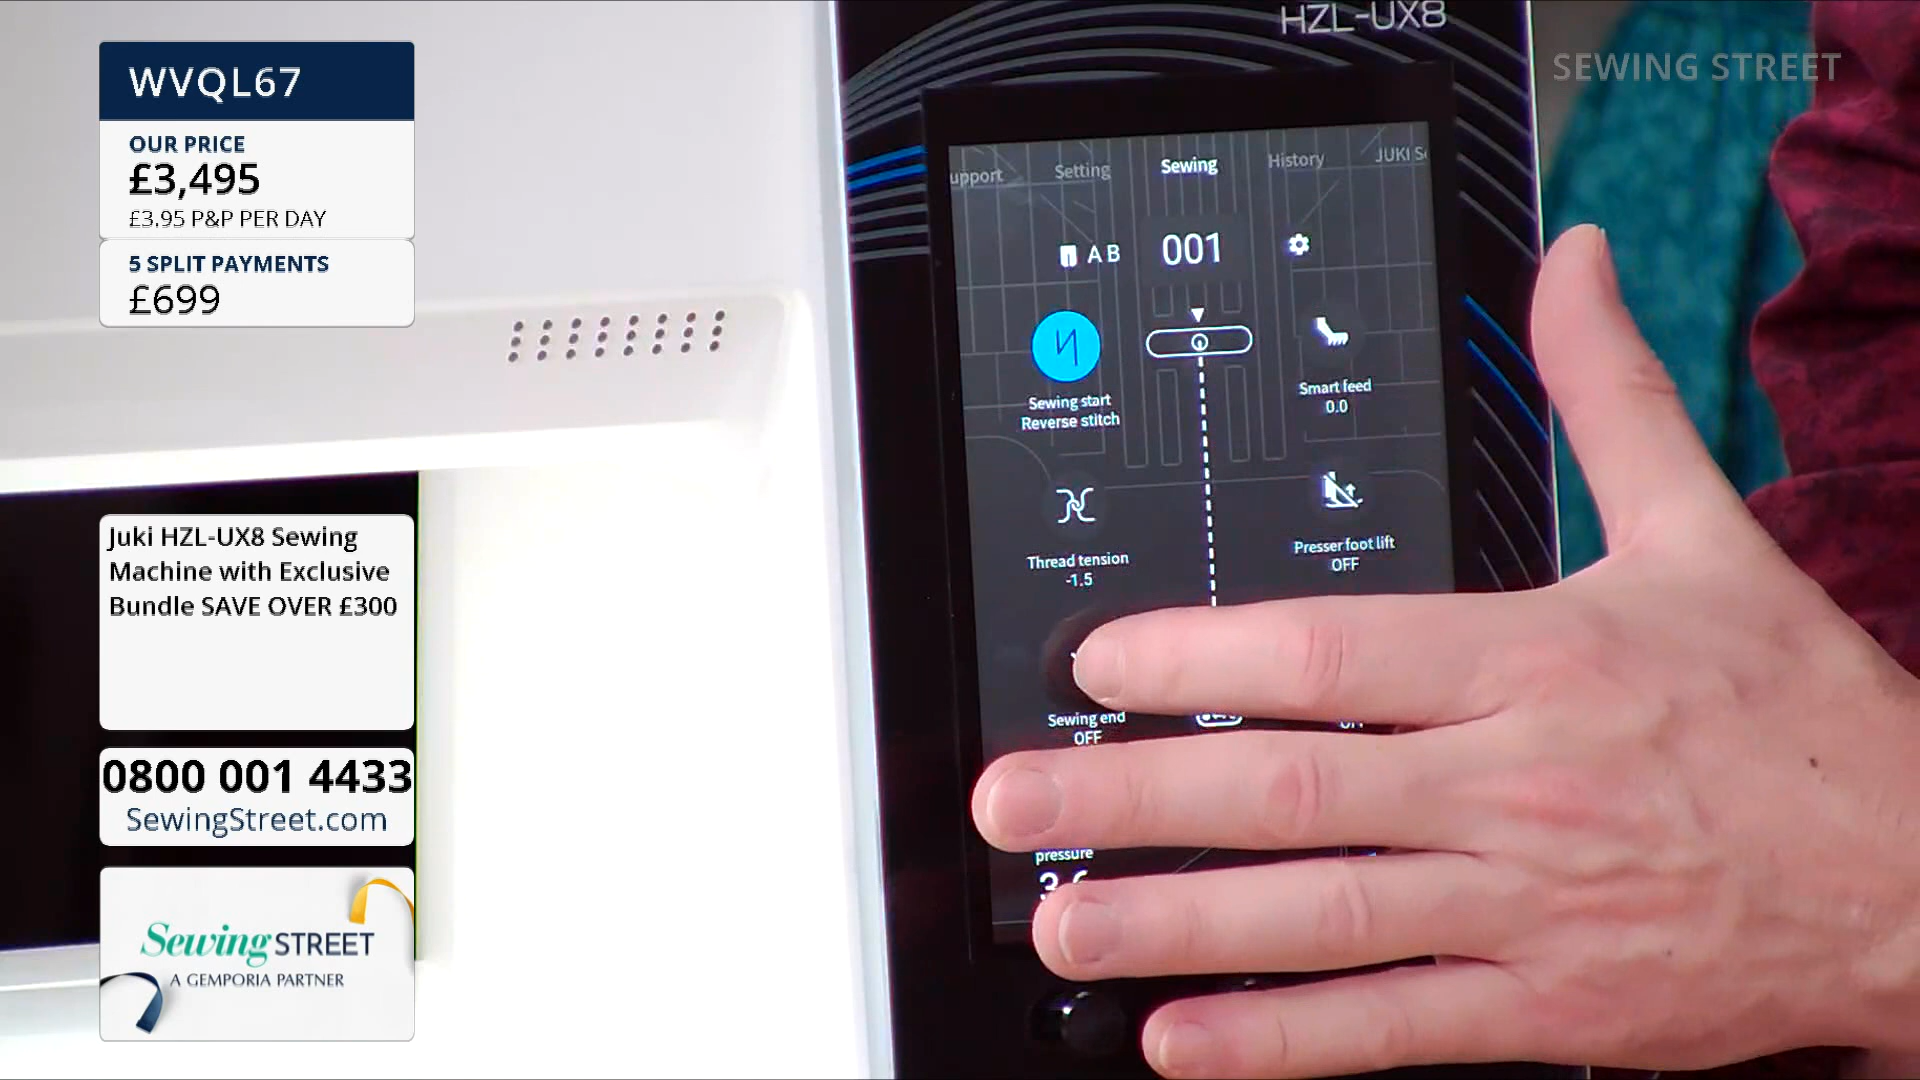 WVQL67
OUR PRICE
£3,495
£3.95 P&P PER DAY
5 SPLIT PAYMENTS
£699
Juki HZL-UX8 Sewing
Machine with Exclusive
Bundle SAVE OVER £300
0800 001 4433
SewingStreet.com
Sewing STREET
A GEMPORIA PARTNER
SEWING STREET
HZL-UX8
Setting
Sewing
History
JUKI
A B
001
Sewing start
Reverse stitch
Smart feed
0.0
Thread tension
-1.5
Presser foot lift
OFF
Sewing end
OFF
pressure